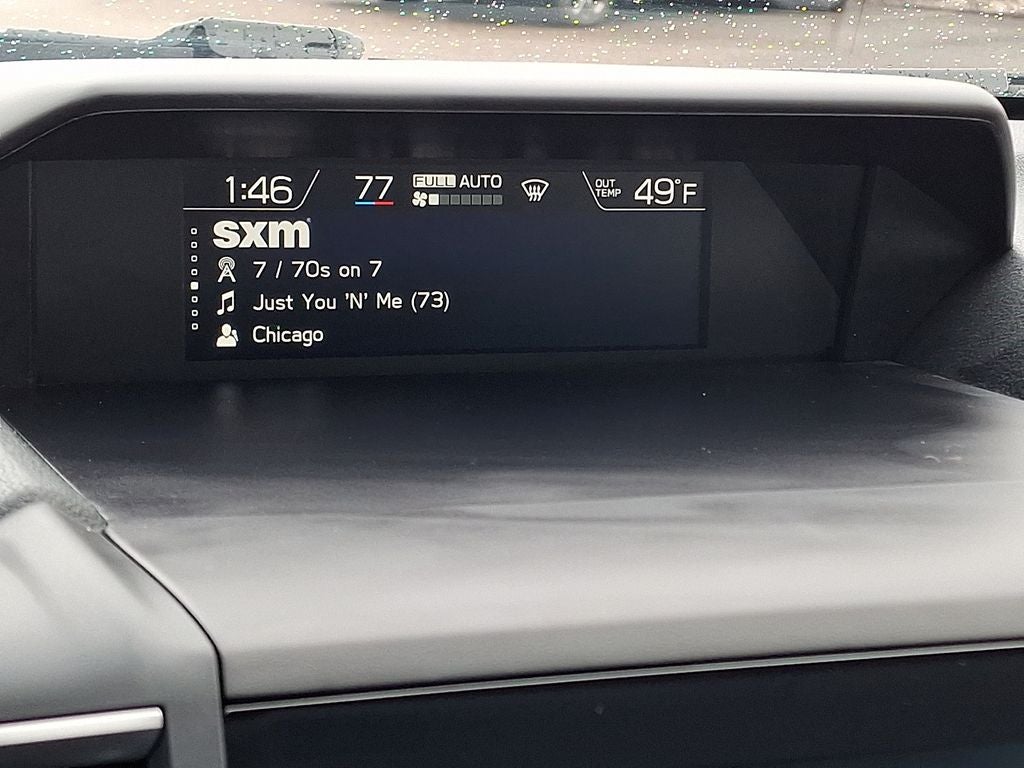 1:46 77 FULL AUTO OUT TEMP 49°F
sxm
7 / 70s on 7
Just You 'N' Me (73)
Chicago